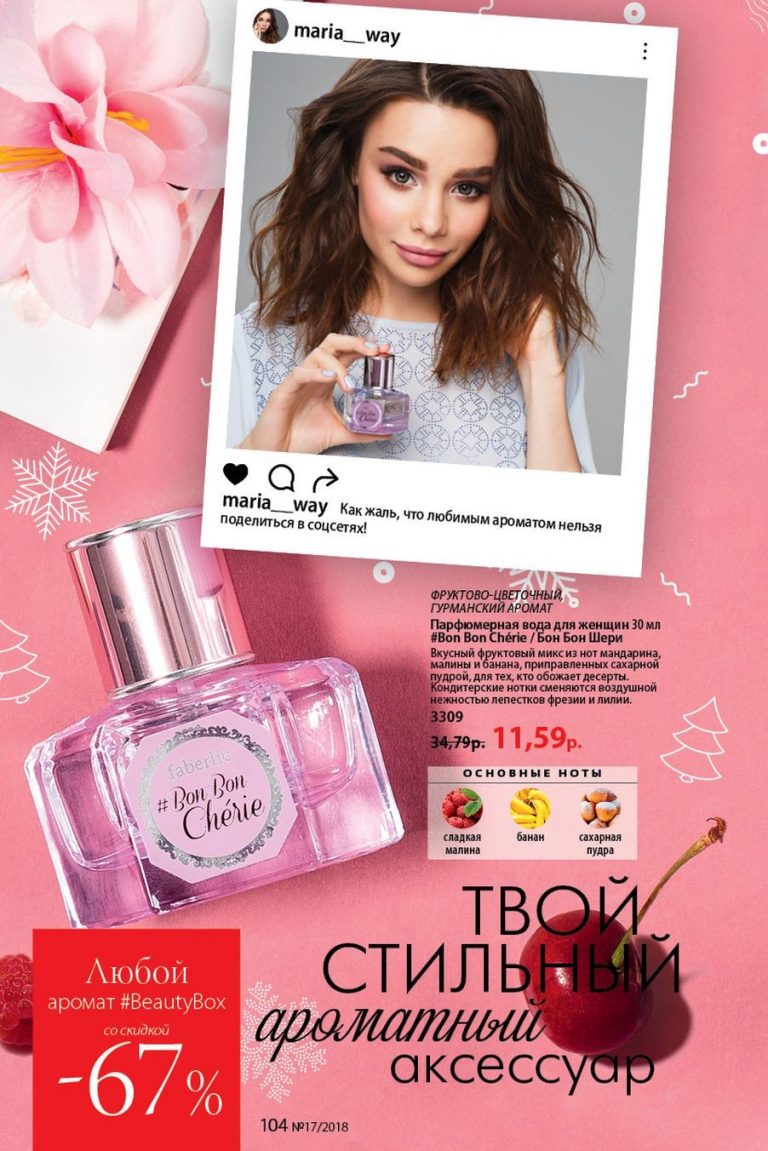 maria__way
maria__way Как жаль, что любимым ароматом нельзя
поделиться в соцсетях!
ФРУКТОВО-ЦВЕТОЧНЫЙ,
ГУРМАНСКИЙ АРОМАТ
Парфюмерная вода для женщин 30 мл
#Bon Bon Chérie / Бон Бон Шери
Вкусный фруктовый микс из нот мандарина,
малины и банана, приправленных сахарной
пудрой, для тех, кто обожает десерты.
Кондитерские нотки сменяются воздушной
нежностью лепестков фрезии и лилии.
3309
34,79р. 11,59р.
ОСНОВНЫЕ НОТЫ
сладкая
малина
банан
сахарная
пудра
faberlic
#Bon Bon
Chérie
ТВОЙ
СТИЛЬНЫЙ
ароматный
аксессуар
Любой
аромат #BeautyBox
со скидкой
-67%
104 №17/2018